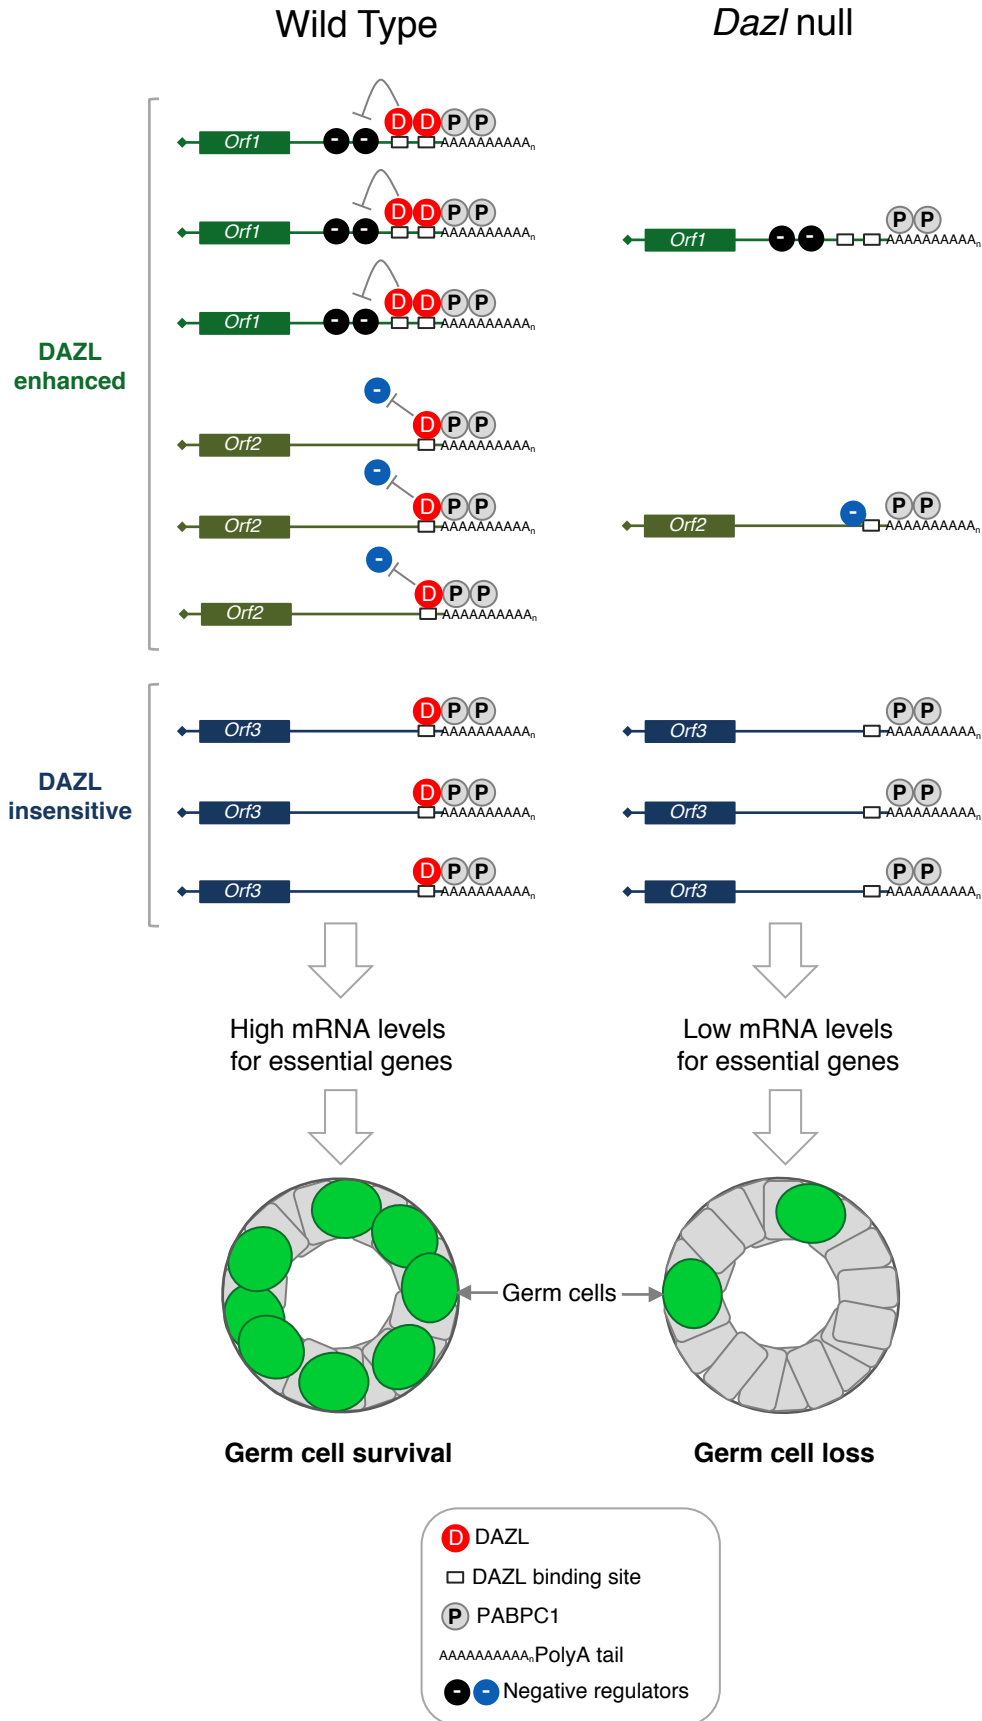 Wild Type
Dazl null
D D P P
Orf1 - - AAAAAAAAAAn
D D P P
P P
Orf1 - - AAAAAAAAAAn
Orf1 - - AAAAAAAAAAn
D D P P
Orf1 - - AAAAAAAAAAn
DAZL
enhanced
-
D P P
Orf2 AAAAAAAAAAn
-
D P P
- P P
Orf2 AAAAAAAAAAn
Orf2 AAAAAAAAAAn
-
D P P
Orf2 AAAAAAAAAAn
D P P
P P
Orf3 AAAAAAAAAAn
Orf3 AAAAAAAAAAn
DAZL
insensitive
D P P
P P
Orf3 AAAAAAAAAAn
Orf3 AAAAAAAAAAn
D P P
P P
Orf3 AAAAAAAAAAn
Orf3 AAAAAAAAAAn
High mRNA levels
for essential genes
Low mRNA levels
for essential genes
Germ cells
Germ cell survival
Germ cell loss
D DAZL
DAZL binding site
P PABPC1
AAAAAAAAAAn PolyA tail
- - Negative regulators